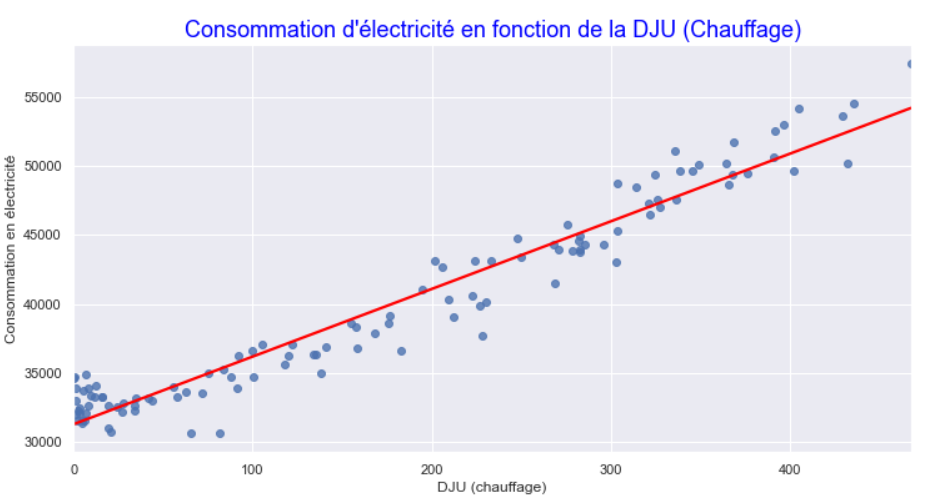 Consommation d'électricité en fonction de la DJU (Chauffage)
55000
50000
45000
40000
35000
30000
Consommation en électricité
0 100 200 300 400
DJU (chauffage)